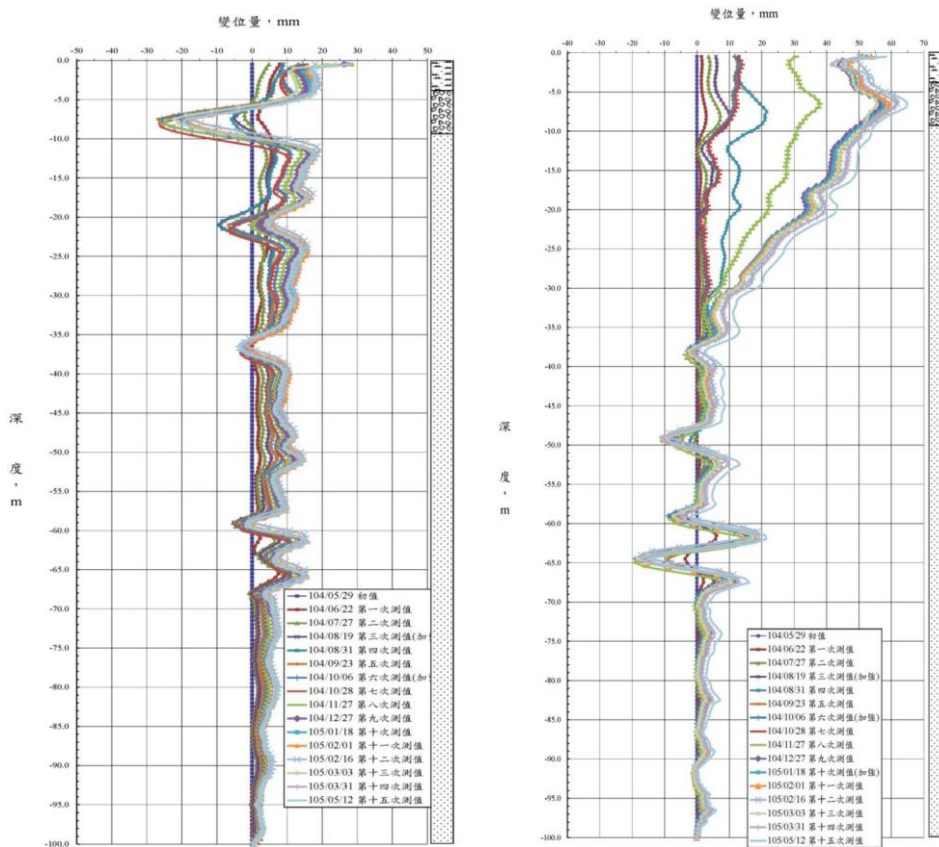 變位量，mm
-50 -40 -30 -20 -10 0 10 20 30 40 50
0.0
-5.0
-10.0
-15.0
-20.0
-25.0
-30.0
-35.0
-40.0
-45.0
-50.0
-55.0
-60.0
-65.0
-70.0
-75.0
-80.0
-85.0
-90.0
-95.0
-100.0
深度，m
104/05/29 初值
104/06/22 第一次測值
104/07/27 第二次測值
104/08/19 第三次測值(加
104/08/31 第四次測值
104/09/23 第五次測值
104/10/06 第六次測值(加
104/10/28 第七次測值
104/11/27 第八次測值
104/12/27 第九次測值
105/01/18 第十次測值
105/02/01 第十一次測值
105/02/16 第十二次測值
105/03/03 第十三次測值
105/03/31 第十四次測值
105/05/12 第十五次測值
變位量，mm
-40 -30 -20 -10 0 10 20 30 40 50 60 70
0.0
-5.0
-10.0
-15.0
-20.0
-25.0
-30.0
-35.0
-40.0
-45.0
-50.0
-55.0
-60.0
-65.0
-70.0
-75.0
-80.0
-85.0
-90.0
-95.0
-100.0
深度，m
104/05/29 初值
104/06/22 第一次測值
104/07/27 第二次測值
104/08/19 第三次測值(加強)
104/08/31 第四次測值
104/09/23 第五次測值
104/10/06 第六次測值(加強)
104/10/28 第七次測值
104/11/27 第八次測值
104/12/27 第九次測值
105/01/18 第十次測值(加強)
105/02/01 第十一次測值
105/02/16 第十二次測值
105/03/03 第十三次測值
105/03/31 第十四次測值
105/05/12 第十五次測值